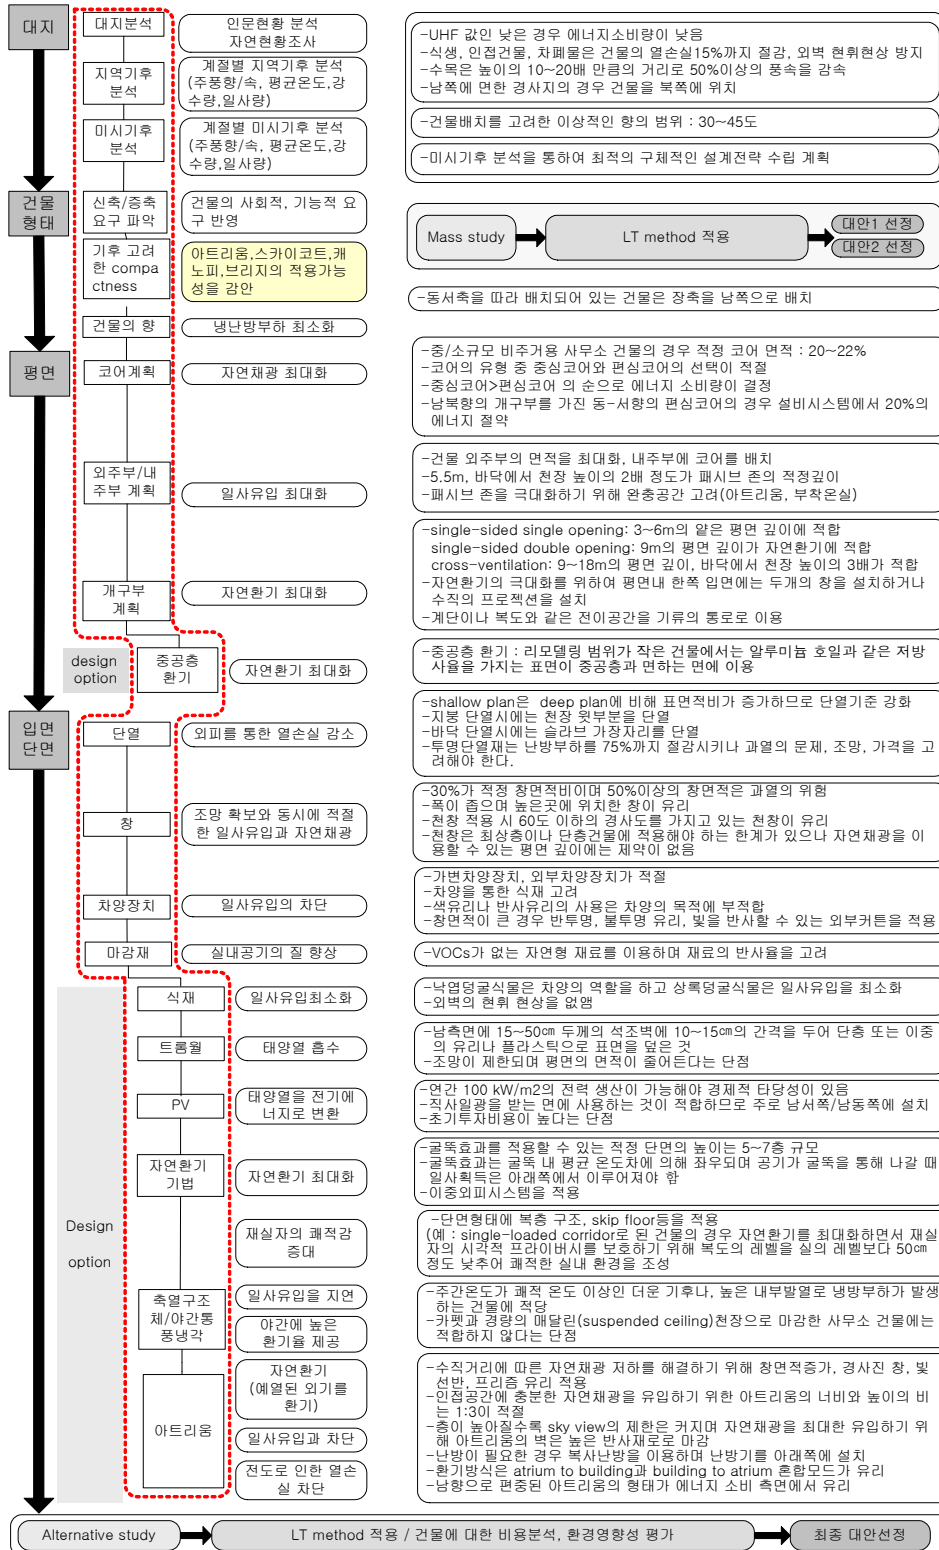 대지
대지분석
인문현황 분석
자연현황조사
지역기후
분석
계절별 지역기후 분석
(주풍향/속, 평균온도,강
수량,일사량)
미시기후
분석
계절별 미시기후 분석
(주풍향/속, 평균온도,강
수량,일사량)
-UHF 값인 낮은 경우 에너지소비량이 낮음
-식생, 인접건물, 차폐물은 건물의 열손실15%까지 절감, 외벽 현휘현상 방지
-수목은 높이의 10~20배 만큼의 거리로 50%이상의 풍속을 감속
-남쪽에 면한 경사지의 경우 건물을 북쪽에 위치
-건물배치를 고려한 이상적인 향의 범위 : 30~45도
-미시기후 분석을 통하여 최적의 구체적인 설계전략 수립 계획
건물
형태
신축/증축
요구 파악
건물의 사회적, 기능적 요
구 반영
기후 고려
한 compa
ctness
아트리움,스카이코트,캐
노피,브리지의 적용가능
성을 감안
건물의 향
냉난방부하 최소화
Mass study
LT method 적용
대안1 선정
대안2 선정
-동서축을 따라 배치되어 있는 건물은 장축을 남쪽으로 배치
평면
코어계획
자연채광 최대화
-중/소규모 비주거용 사무소 건물의 경우 적정 코어 면적 : 20~22%
-코어의 유형 중 중심코어와 편심코어의 선택이 적절
-중심코어>편심코어 의 순으로 에너지 소비량이 결정
-남북향의 개구부를 가진 동-서향의 편심코어의 경우 설비시스템에서 20%의
에너지 절약
외주부/내
주부 계획
일사유입 최대화
-건물 외주부의 면적을 최대화, 내주부에 코어를 배치
-5.5m, 바닥에서 천장 높이의 2배 정도가 패시브 존의 적정깊이
-패시브 존을 극대화하기 위해 완충공간 고려(아트리움, 부착온실)
개구부
계획
자연환기 최대화
-single-sided single opening: 3~6m의 얕은 평면 깊이에 적합
single-sided double opening: 9m의 평면 깊이가 자연환기에 적합
cross-ventilation: 9~18m의 평면 깊이, 바닥에서 천장 높이의 3배가 적합
-자연환기의 극대화를 위하여 평면내 한쪽 입면에는 두개의 창을 설치하거나
수직의 프로젝션을 설치
-계단이나 복도와 같은 전이공간을 기류의 통로로 이용
design
option
중공층
환기
자연환기 최대화
-중공층 환기 : 리모델링 범위가 작은 건물에서는 알루미늄 호일과 같은 저방
사율을 가지는 표면이 중공층과 면하는 면에 이용
입면
단면
단열
외피를 통한 열손실 감소
-shallow plan은 deep plan에 비해 표면적비가 증가하므로 단열기준 강화
-지붕 단열시에는 천장 윗부분을 단열
-바닥 단열시에는 슬라브 가장자리를 단열
-투명단열재는 난방부하를 75%까지 절감시키나 과열의 문제, 조망, 가격을 고
려해야 한다.
창
조망 확보와 동시에 적절
한 일사유입과 자연채광
-30%가 적정 창면적비이며 50%이상의 창면적은 과열의 위험
-폭이 좁으며 높은곳에 위치한 창이 유리
-천창 적용 시 60도 이하의 경사도를 가지고 있는 천창이 유리
-천창은 최상층이나 단층건물에 적용해야 하는 한계가 있으나 자연채광을 이
용할 수 있는 평면 깊이에는 제약이 없음
차양장치
일사유입의 차단
-가변차양장치, 외부차양장치가 적절
-차양을 통한 식재 고려
-색유리나 반사유리의 사용은 차양의 목적에 부적합
-창면적이 큰 경우 반투명, 불투명 유리, 빛을 반사할 수 있는 외부커튼을 적용
마감재
실내공기의 질 향상
-VOCs가 없는 자연형 재료를 이용하며 재료의 반사율을 고려
Design
option
식재
일사유입최소화
-낙엽덩굴식물은 차양의 역할을 하고 상록덩굴식물은 일사유입을 최소화
-외벽의 현휘 현상을 없앰
트롬월
태양열 흡수
-남측면에 15~50㎝ 두께의 석조벽에 10~15㎝의 간격을 두어 단층 또는 이중
의 유리나 플라스틱으로 표면을 덮은 것
-조망이 제한되며 평면의 면적이 줄어든다는 단점
PV
태양열을 전기에
너지로 변환
-연간 100 kW/m2의 전력 생산이 가능해야 경제적 타당성이 있음
-직사일광을 받는 면에 사용하는 것이 적합하므로 주로 남서쪽/남동쪽에 설치
-초기투자비용이 높다는 단점
자연환기
기법
자연환기 최대화
-굴뚝효과를 적용할 수 있는 적정 단면의 높이는 5~7층 규모
-굴뚝효과는 굴뚝 내 평균 온도차에 의해 좌우되며 공기가 굴뚝을 통해 나갈 때
일사획득은 아래쪽에서 이루어져야 함
-이중외피시스템을 적용
재실자의 쾌적감
증대
-단면형태에 복층 구조, skip floor등을 적용
(예 : single-loaded corridor로 된 건물의 경우 자연환기를 최대화하면서 재실
자의 시각적 프라이버시를 보호하기 위해 복도의 레벨을 실의 레벨보다 50㎝
정도 낮추어 쾌적한 실내 환경을 조성
축열구조
체/야간통
풍냉각
일사유입을 지연
야간에 높은
환기율 제공
-주간온도가 쾌적 온도 이상인 더운 기후나, 높은 내부발열로 냉방부하가 발생
하는 건물에 적당
-카펫과 경량의 매달린(suspended ceiling)천장으로 마감한 사무소 건물에는
적합하지 않다는 단점
아트리움
자연환기
(예열된 외기를
환기)
일사유입과 차단
전도로 인한 열손
실 차단
-수직거리에 따른 자연채광 저하를 해결하기 위해 창면적증가, 경사진 창, 빛
선반, 프리즘 유리 적용
-인접공간에 충분한 자연채광을 유입하기 위한 아트리움의 너비와 높이의 비
는 1:3이 적절
-층이 높아질수록 sky view의 제한은 커지며 자연채광을 최대한 유입하기 위
해 아트리움의 벽은 높은 반사재로로 마감
-난방이 필요한 경우 복사난방을 이용하며 난방기를 아래쪽에 설치
-환기방식은 atrium to building과 building to atrium 혼합모드가 유리
-남향으로 편중된 아트리움의 형태가 에너지 소비 측면에서 유리
Alternative study
LT method 적용 / 건물에 대한 비용분석, 환경영향성 평가
최종 대안선정